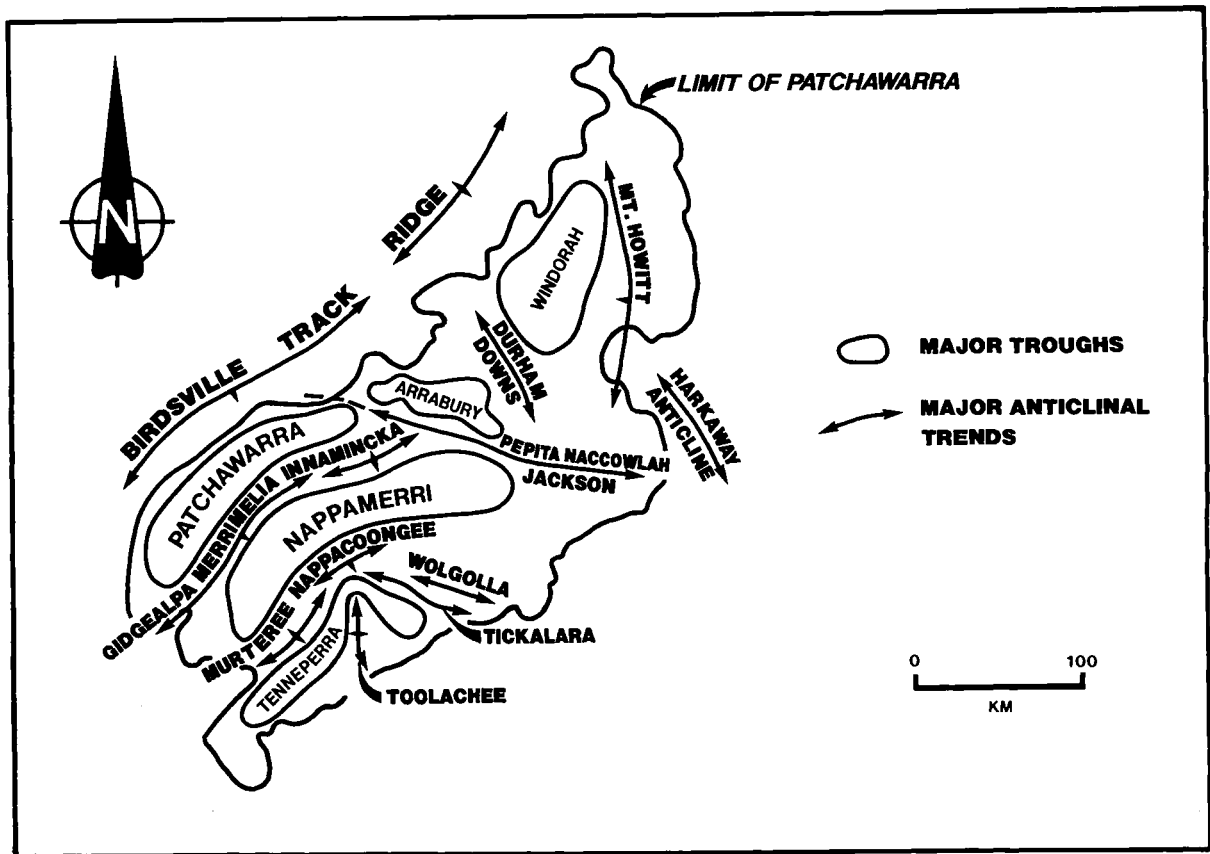 LIMIT OF PATCHAWARRA
N
BIRDSVILLE TRACK RIDGE
MT. HOWITT
WINDORAH
DURHAM
DOWNS
HARKAWAY
ANTICLINE
ARRABURY
PEPITA NACCOWLAH
JACKSON
PATCHAWARRA
GIDGEALPA MERRIMELIA INNAMINCKA
NAPPAMERRI
MURTEREE NAPPACOONGEE
WOLGOLLA
TICKALARA
TENNEPERRA
TOOLACHEE
MAJOR TROUGHS
MAJOR ANTICLINAL
TRENDS
0 100
KM